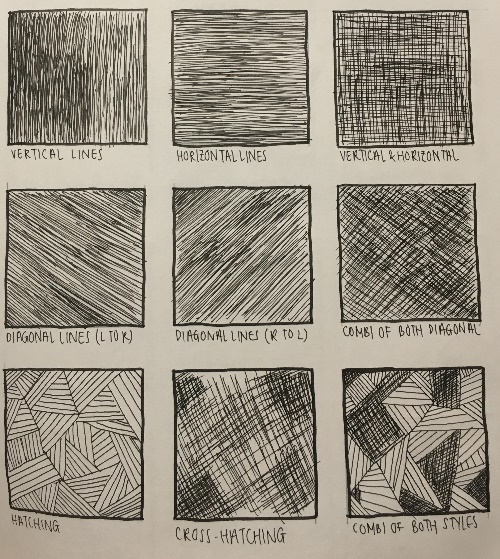 VERTICAL LINES
HORIZONTAL LINES
VERTICAL & HORIZONTAL
DIAGONAL LINES (L TO R)
DIAGONAL LINES (R TO L)
COMBI OF BOTH DIAGONAL
HATCHING
CROSS-HATCHING
COMBI OF BOTH STYLES